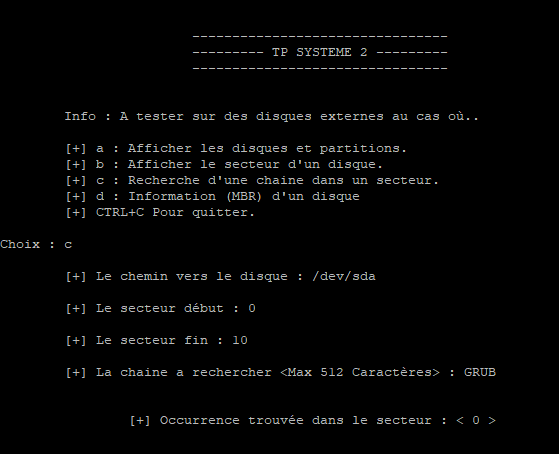 --------------------------------
--------- TP SYSTEME 2 ---------
--------------------------------
Info : A tester sur des disques externes au cas où..
[+] a : Afficher les disques et partitions.
[+] b : Afficher le secteur d'un disque.
[+] c : Recherche d'une chaine dans un secteur.
[+] d : Information (MBR) d'un disque
[+] CTRL+C Pour quitter.
Choix : c
[+] Le chemin vers le disque : /dev/sda
[+] Le secteur début : 0
[+] Le secteur fin : 10
[+] La chaine a rechercher <Max 512 Caractères> : GRUB
[+] Occurrence trouvée dans le secteur : < 0 >